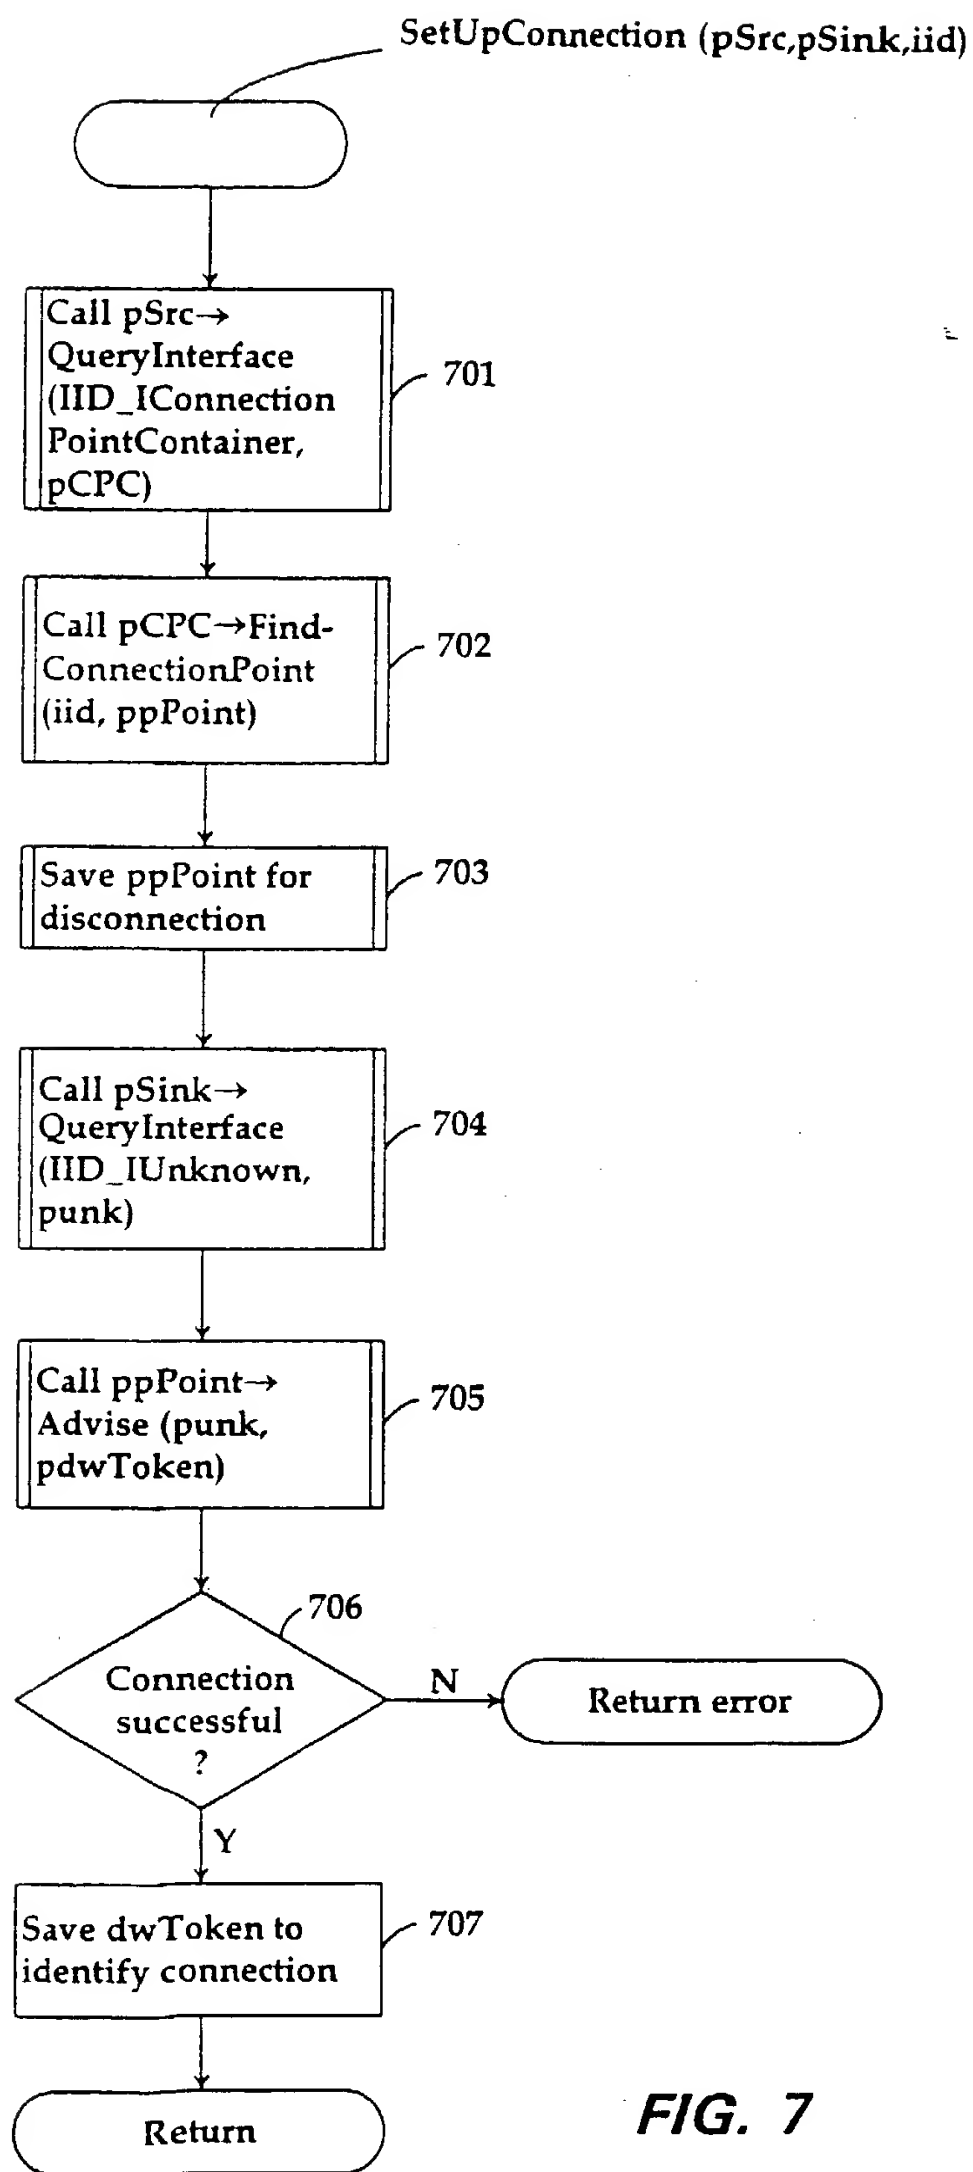 SetUpConnection (pSrc,pSink,iid)
Call pSrc→
QueryInterface
(IID_IConnection
PointContainer,
pCPC)
701
Call pCPC→Find-
ConnectionPoint
(iid, ppPoint)
702
Save ppPoint for
disconnection
703
Call pSink→
QueryInterface
(IID_IUnknown,
punk)
704
Call ppPoint→
Advise (punk,
pdwToken)
705
706
Connection
successful
?
N
Return error
Y
Save dwToken to
identify connection
707
Return
FIG. 7